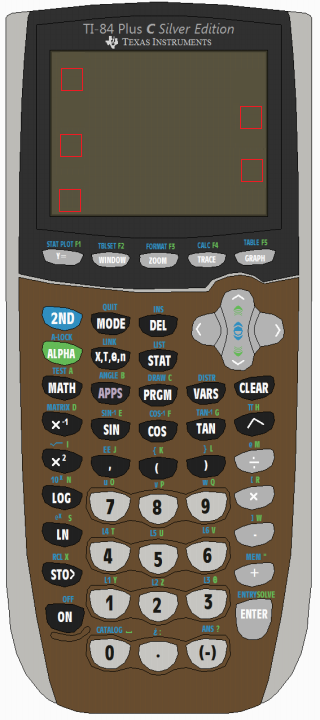 TI-84 Plus C Silver Edition
TEXAS INSTRUMENTS
STAT PLOT F1 TBLSET F2 FORMAT F3 CALC F4 TABLE F5
Y= WINDOW ZOOM TRACE GRAPH
QUIT INS
2ND MODE DEL
A-LOCK LINK LIST
ALPHA X,T,θ,n STAT
TEST A ANGLE B DRAW C DISTR
MATH APPS PRGM VARS CLEAR
MATRIX D SIN⁻¹ E COS⁻¹ F TAN⁻¹ G π H
x⁻¹ SIN COS TAN ^
√ I EE J { K } L e M
x² , ( ) ÷
10ˣ N u O v P w Q [ R
LOG 7 8 9 ×
eˣ S L4 T L5 U L6 V ] W
LN 4 5 6 -
RCL X L1 Y L2 Z L3 θ MEM "
STO> 1 2 3 +
OFF CATALOG ⎵ i : ANS ? ENTRY SOLVE
ON 0 . (-) ENTER